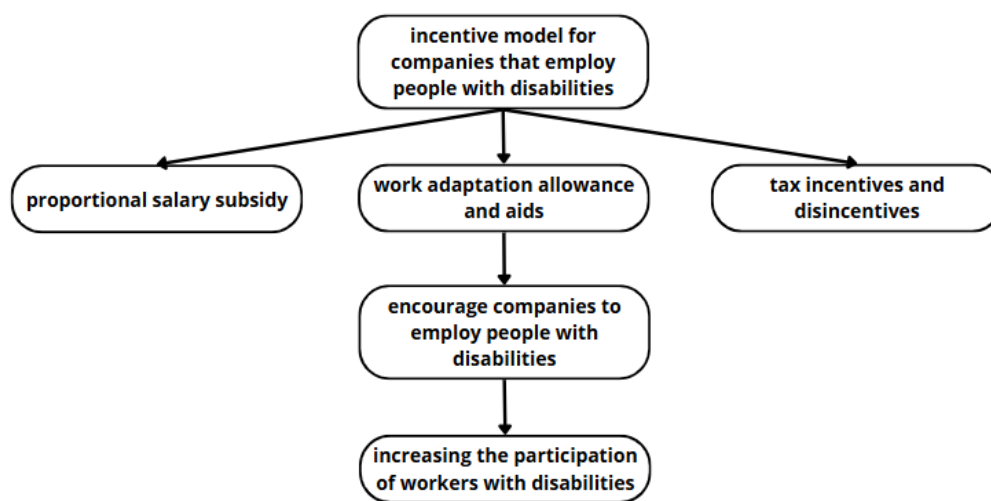 incentive model for
companies that employ
people with disabilities
proportional salary subsidy
work adaptation allowance
and aids
tax incentives and
disincentives
encourage companies to
employ people with
disabilities
increasing the participation
of workers with disabilities